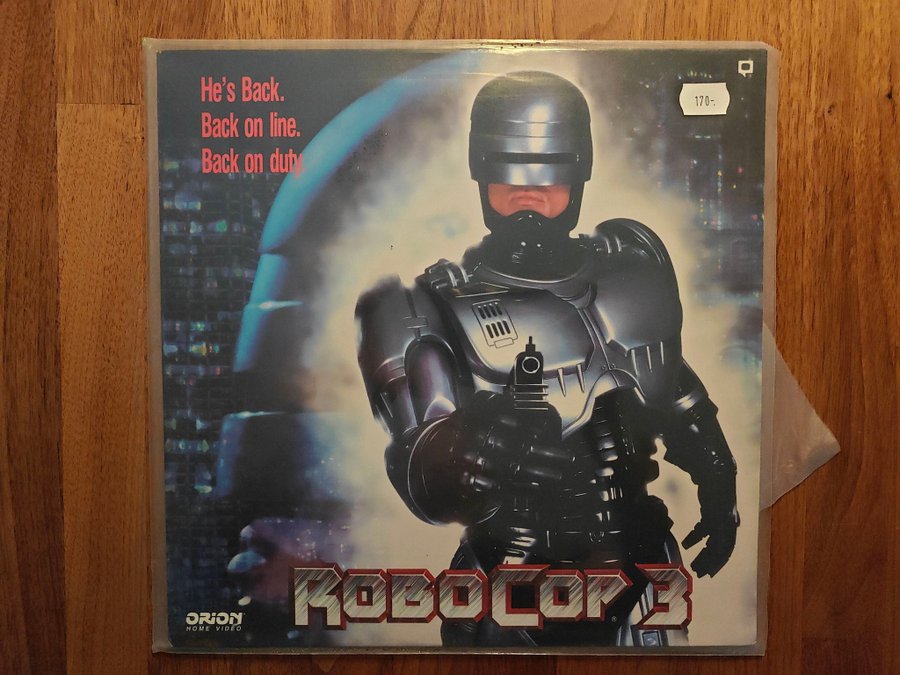 He's Back.
Back on line.
Back on duty.
170-.
ROBOCOP 3
®
ORION
HOME VIDEO